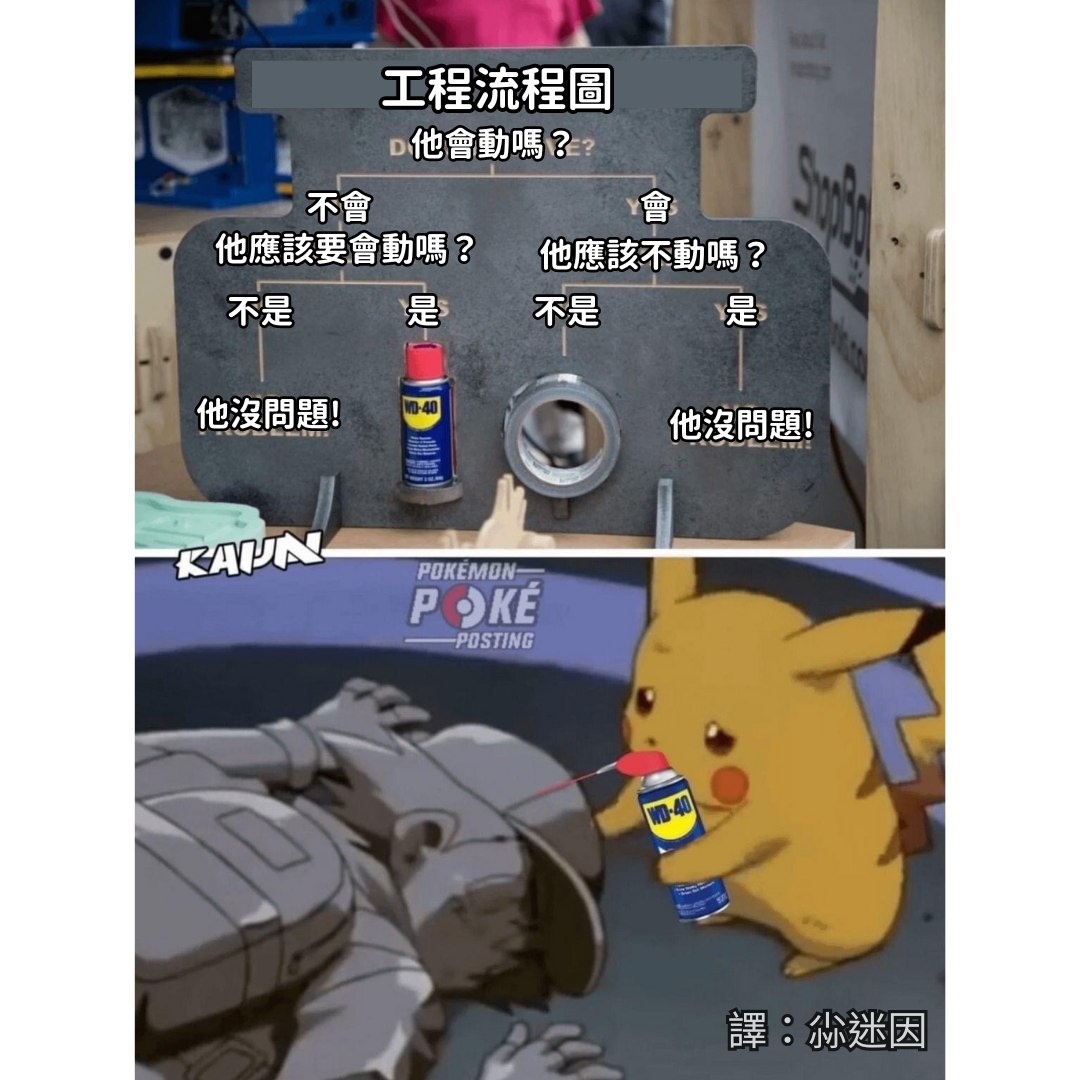 工程流程圖
他會動嗎？
不會
會
他應該要會動嗎？
他應該不動嗎？
不是
是
不是
是
WD-40
他沒問題!
他沒問題!
ShopBot
KAIJIN
POKÉMON
POKÉ
POSTING
WD-40
譯：尛迷因